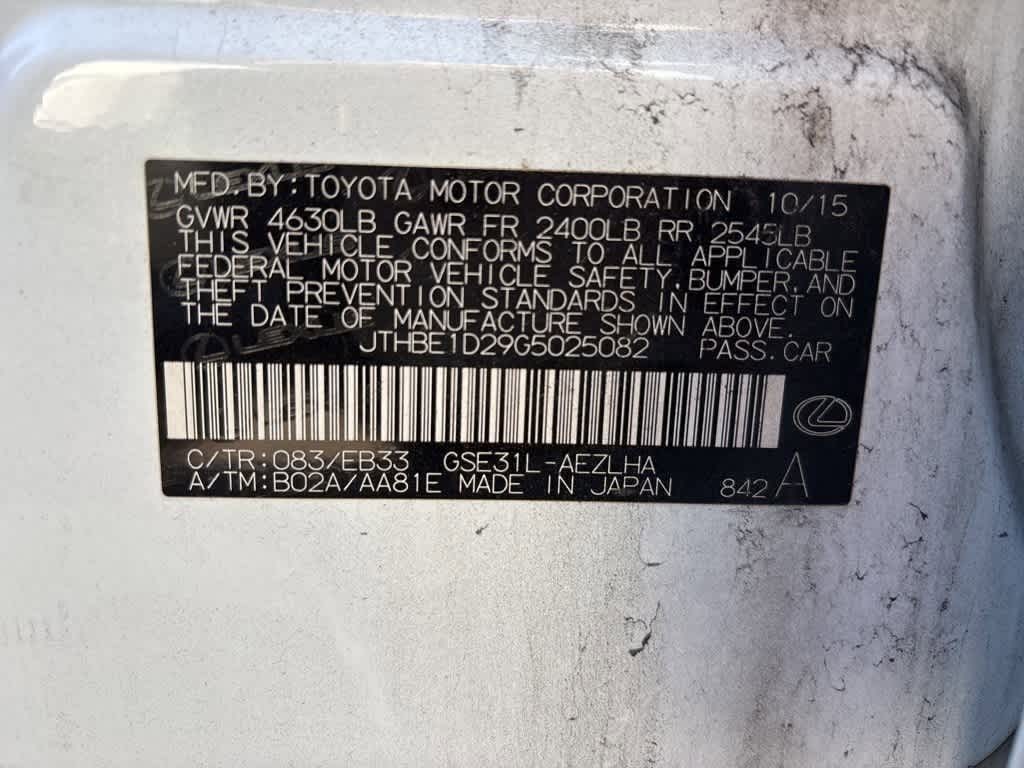 MFD.BY:TOYOTA MOTOR CORPORATION 10/15
GVWR 4630LB GAWR FR 2400LB RR 2545LB
THIS VEHICLE CONFORMS TO ALL APPLICABLE
FEDERAL MOTOR VEHICLE SAFETY,BUMPER,AND
THEFT PREVENTION STANDARDS IN EFFECT ON
THE DATE OF MANUFACTURE SHOWN ABOVE.
JTHBE1D29G5025082 PASS.CAR
C/TR:083/EB33 GSE31L-AEZLHA
A/TM:B02A/AA81E MADE IN JAPAN 842 A